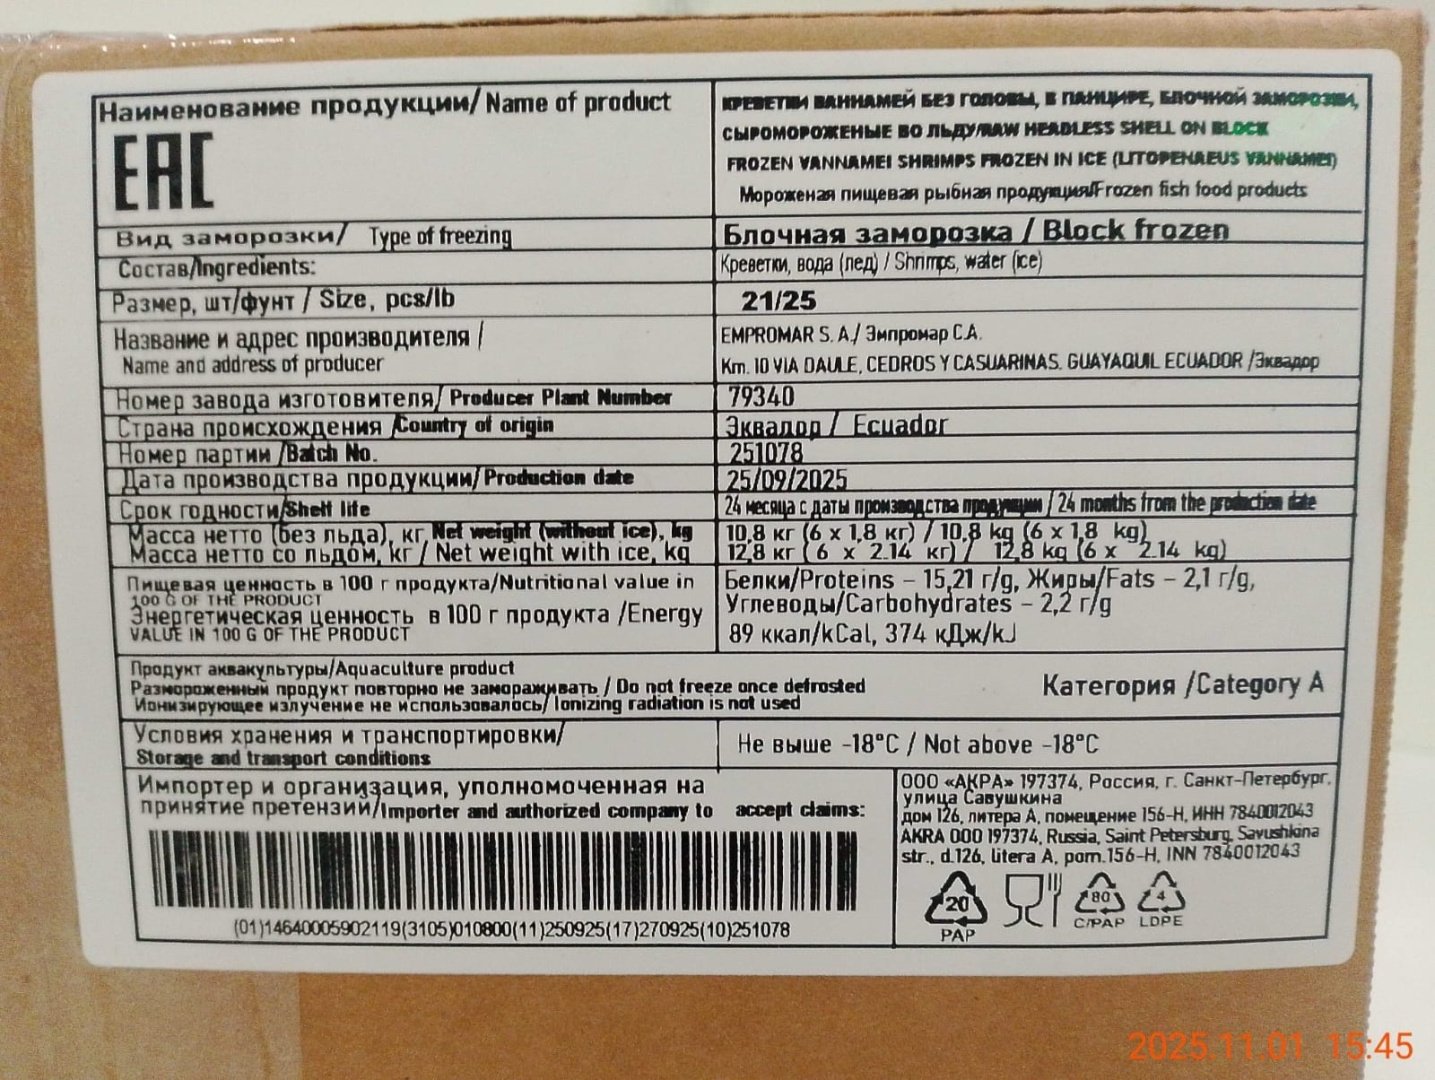 Наименование продукции/ Name of product
EAC
КРЕВЕТКИ ВАННАМЕЙ БЕЗ ГОЛОВЫ, В ПАНЦИРЕ, БЛОЧНОЙ ЗАМОРОЗКИ,
СЫРОМОРОЖЕНЫЕ ВО ЛЬДУ/RAW HEADLESS SHELL ON BLOCK
FROZEN VANNAMEI SHRIMPS FROZEN IN ICE (LITOPENAEUS VANNAMEI)
Мороженая пищевая рыбная продукция/Frozen fish food products
Вид заморозки/ Type of freezing
Блочная заморозка / Block frozen
Состав/Ingredients:
Креветки, вода (лед) / Shrimps, water (ice)
Размер, шт/фунт / Size, pcs/lb
21/25
Название и адрес производителя /
Name and address of producer
EMPROMAR S. A./ Эмпромар С.А.
Km. 10 VIA DAULE, CEDROS Y CASUARINAS. GUAYAQUIL ECUADOR /Эквадор
Номер завода изготовителя/ Producer Plant Number
79340
Страна происхождения /Country of origin
Эквадор / Ecuador
Номер партии /Batch No.
251078
Дата производства продукции/ Production date
25/09/2025
Срок годности/Shelf life
24 месяца с даты производства продукции / 24 months from the production date
Масса нетто (без льда), кг Net weight (without ice), kg
10,8 кг (6 x 1,8 кг) / 10,8 kg (6 x 1,8 kg)
Масса нетто со льдом, кг / Net weight with ice, kg
12,8 кг ( 6 x 2.14 кг) / 12,8 kg (6 x 2.14 kg)
Пищевая ценность в 100 г продукта/Nutritional value in
100 G OF THE PRODUCT
Энергетическая ценность в 100 г продукта /Energy
VALUE IN 100 G OF THE PRODUCT
Белки/Proteins – 15,21 г/g, Жиры/Fats – 2,1 г/g,
Углеводы/Carbohydrates – 2,2 г/g
89 ккал/kCal, 374 кДж/kJ
Продукт аквакультуры/Aquaculture product
Размороженный продукт повторно не замораживать / Do not freeze once defrosted
Ионизирующее излучение не использовалось/ Ionizing radiation is not used
Категория /Category A
Условия хранения и транспортировки/
Storage and transport conditions
Не выше -18°C / Not above -18°C
Импортер и организация, уполномоченная на
принятие претензий/Importer and authorized company to accept claims:
(01)14640005902119(3105)010800(11)250925(17)270925(10)251078
ООО «АКРА» 197374, Россия, г. Санкт-Петербург,
улица Савушкина
дом 126, литера А, помещение 156-Н, ИНН 7840012043
AKRA OOO 197374, Russia, Saint Petersburg, Savushkina
str., d.126, litera A, pom.156-H, INN 7840012043
20
PAP
80
C/PAP
4
LDPE
2025.11.01 15:45